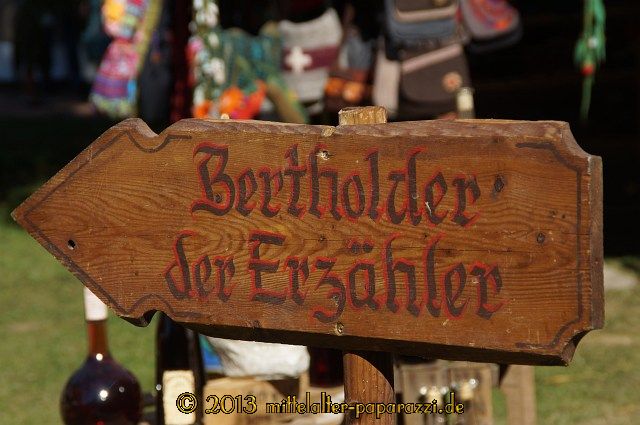 Bertholder
der Erzähler
© 2013 mittelalter-paparazzi.de